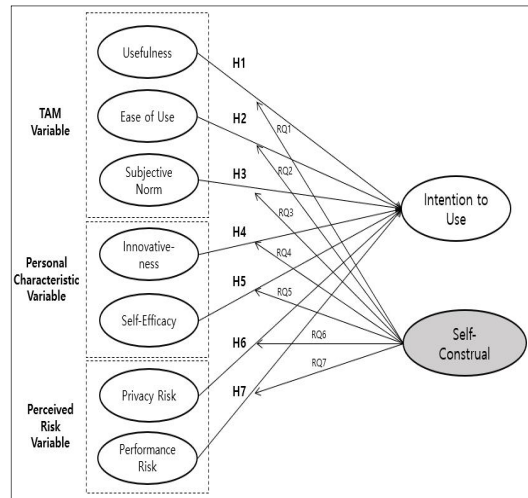 Usefulness
H1
TAM
Variable
Ease of Use
H2
RQ1
RQ2
Subjective
Norm
H3
RQ3
Intention to
Use
Innovative-
ness
H4
RQ4
Personal
Characteristic
Variable
H5
RQ5
Self-Efficacy
H6
RQ6
Self-
Construal
RQ7
H7
Privacy Risk
Perceived
Risk
Variable
Performance
Risk